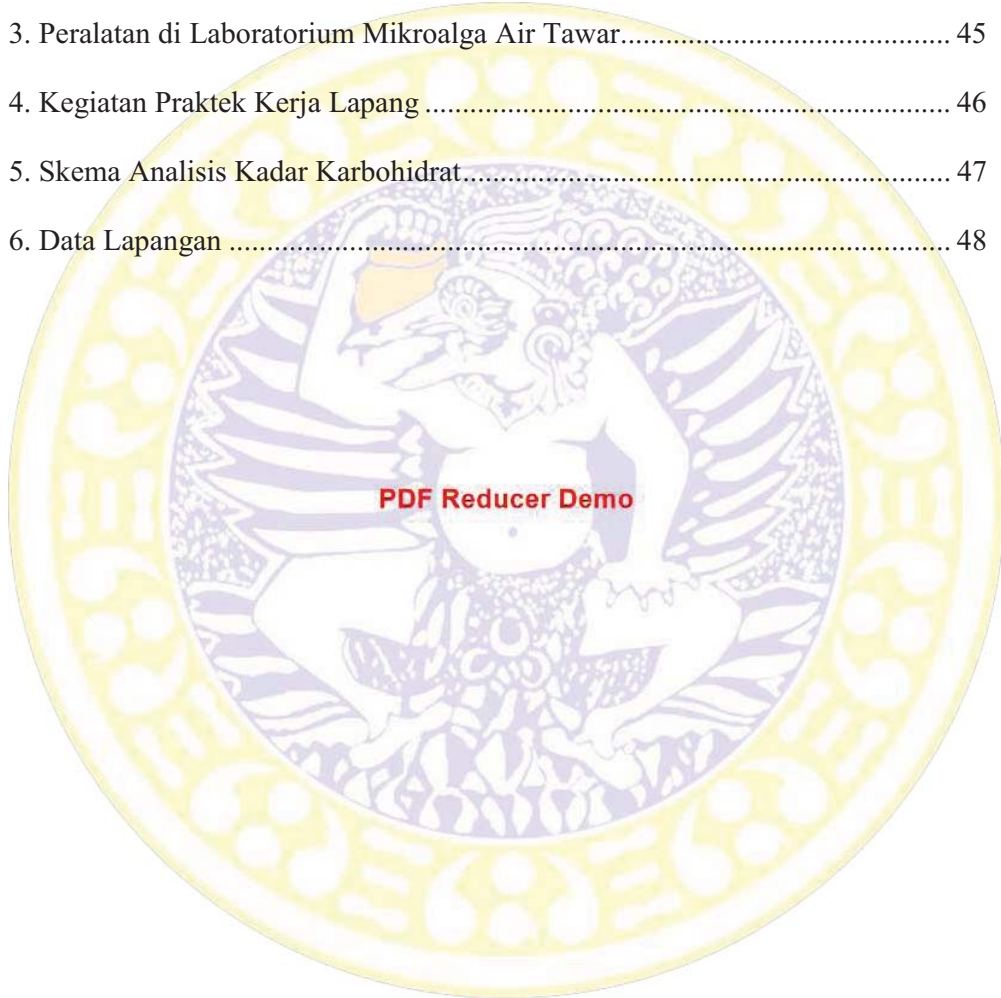 3. Peralatan di Laboratorium Mikroalga Air Tawar......................................... 45
4. Kegiatan Praktek Kerja Lapang .................................................................. 46
5. Skema Analisis Kadar Karbohidrat.............................................................. 47
6. Data Lapangan ........................................................................................... 48
PDF Reducer Demo